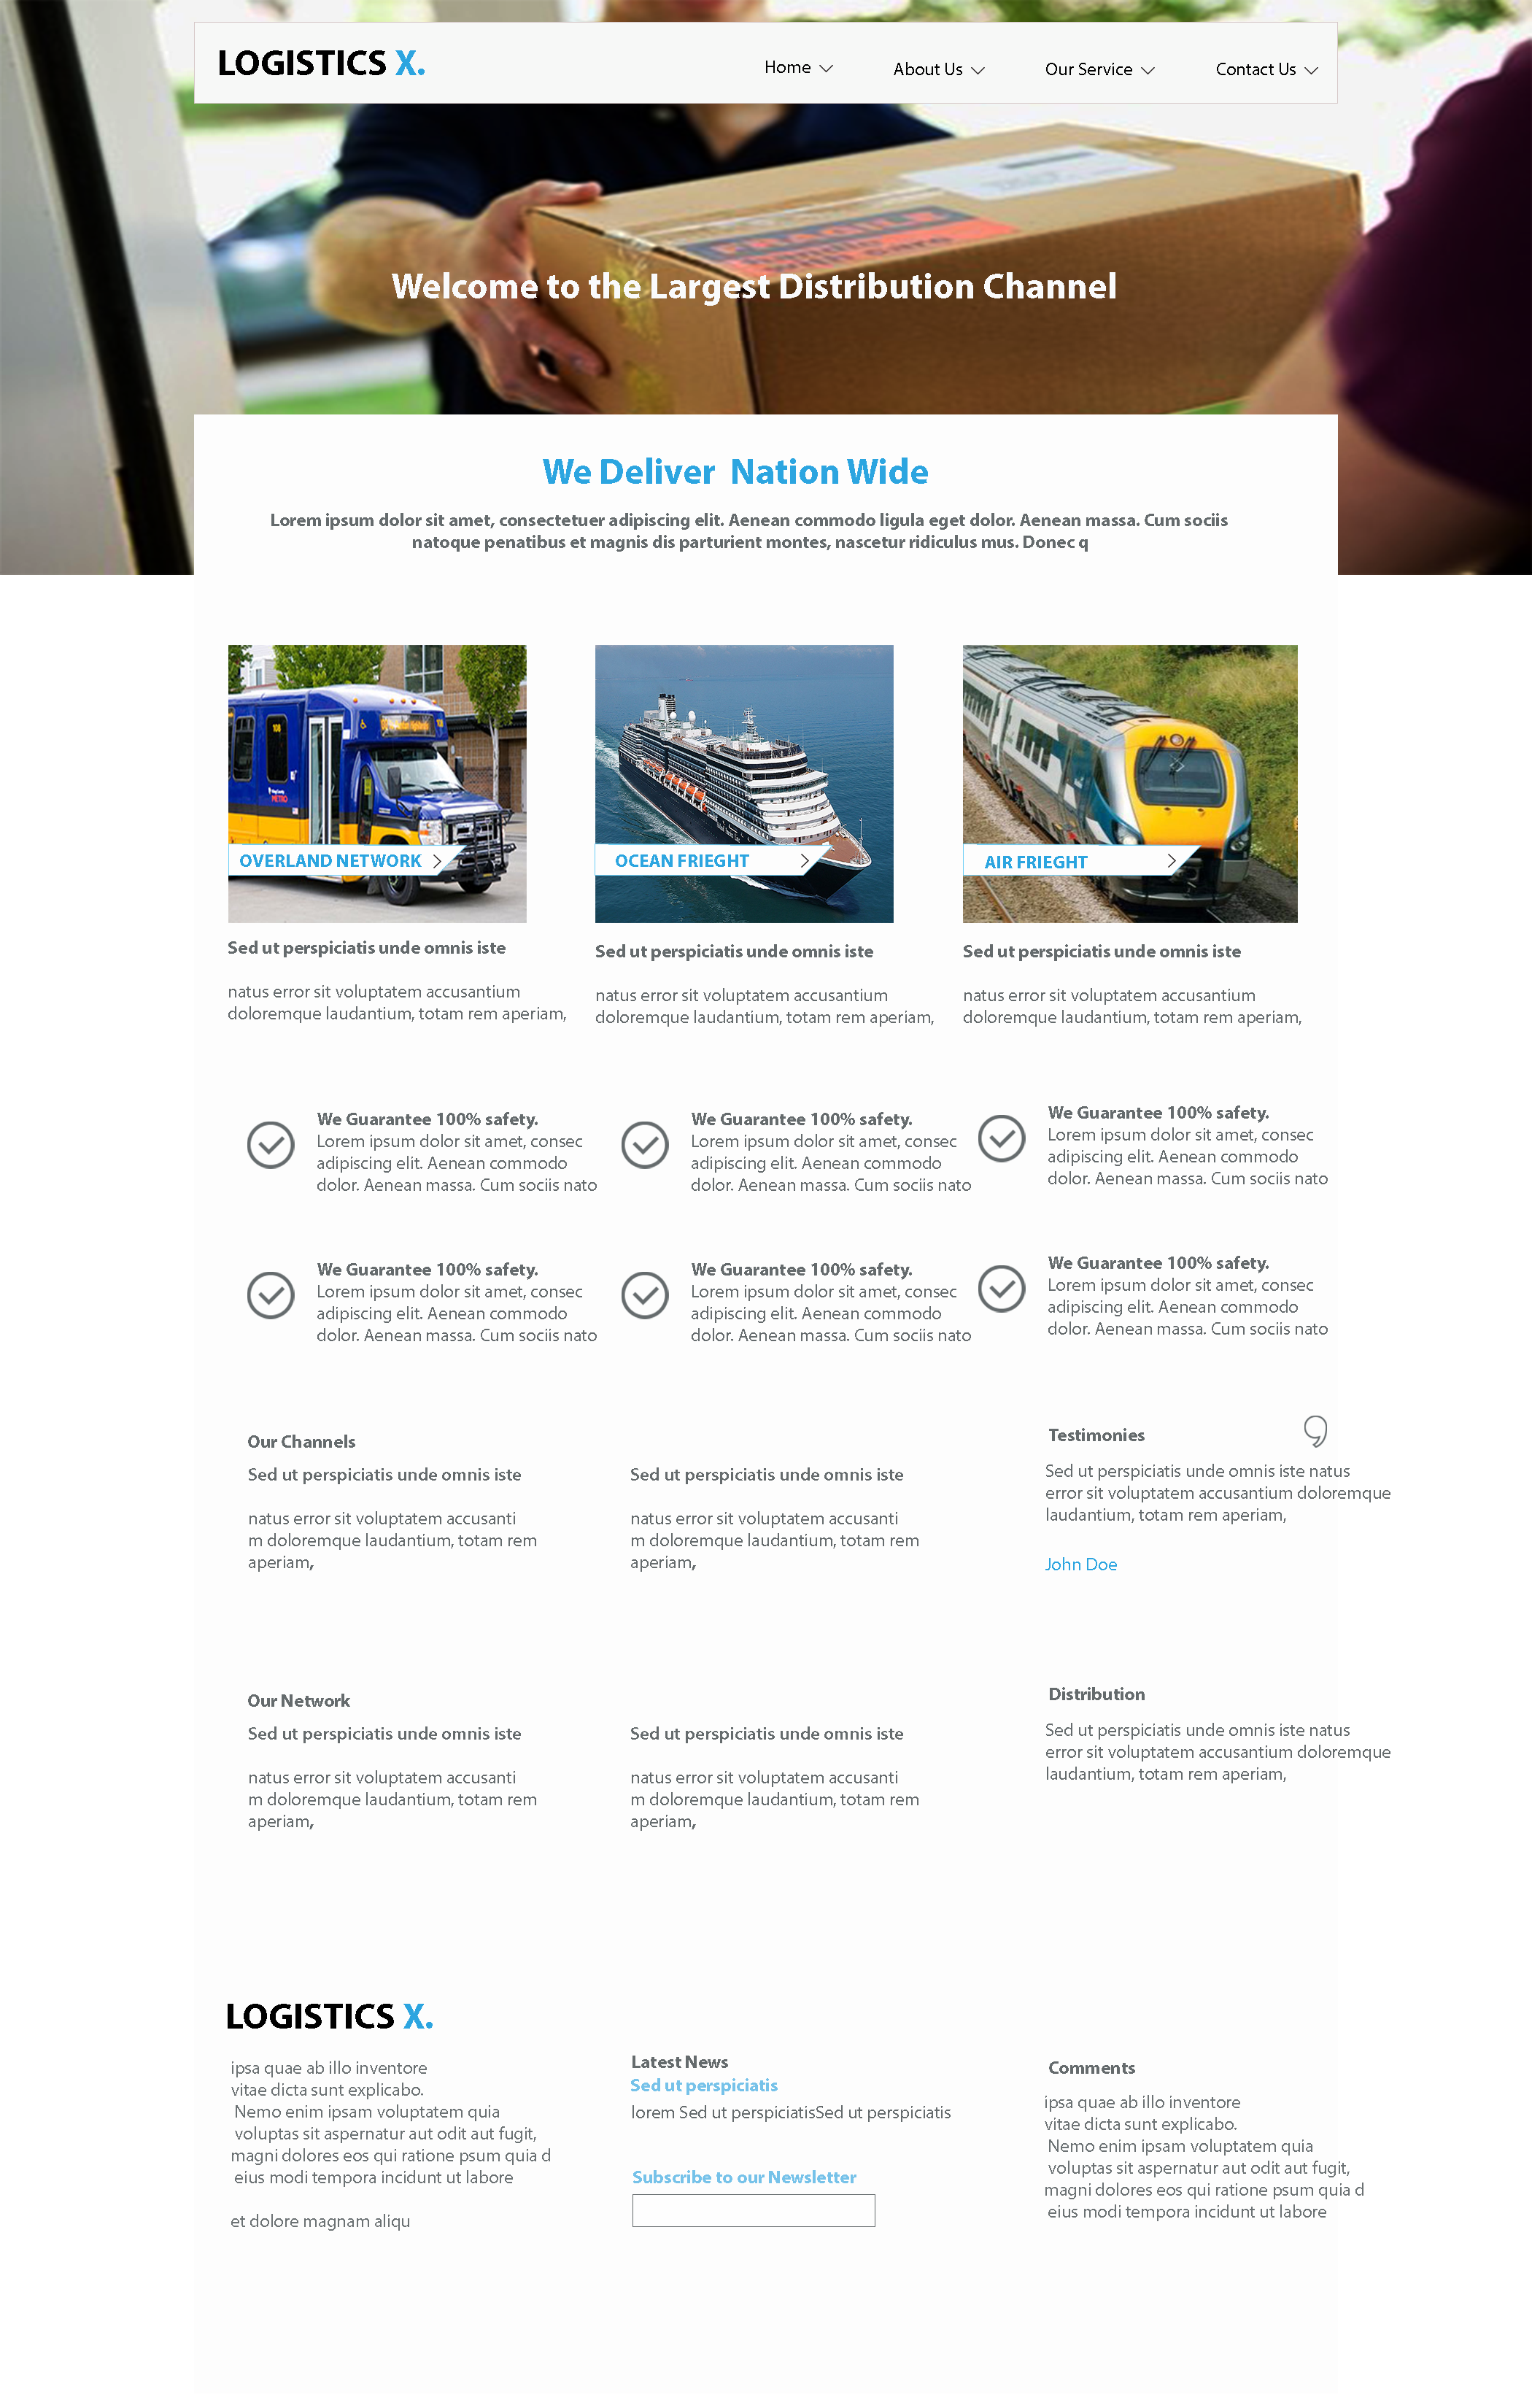 LOGISTICS X.
Home
About Us
Our Service
Contact Us
FRAGILE
Welcome to the Largest Distribution Channel
We Deliver Nation Wide
Lorem ipsum dolor sit amet, consectetuer adipiscing elit. Aenean commodo ligula eget dolor. Aenean massa. Cum sociis
natoque penatibus et magnis dis parturient montes, nascetur ridiculus mus. Donec q
108
METRO
OVERLAND NETWORK
OCEAN FRIEGHT
AIR FRIEGHT
Sed ut perspiciatis unde omnis iste
natus error sit voluptatem accusantium
doloremque laudantium, totam rem aperiam,
Sed ut perspiciatis unde omnis iste
natus error sit voluptatem accusantium
doloremque laudantium, totam rem aperiam,
Sed ut perspiciatis unde omnis iste
natus error sit voluptatem accusantium
doloremque laudantium, totam rem aperiam,
We Guarantee 100% safety.
Lorem ipsum dolor sit amet, consec
adipiscing elit. Aenean commodo
dolor. Aenean massa. Cum sociis nato
We Guarantee 100% safety.
Lorem ipsum dolor sit amet, consec
adipiscing elit. Aenean commodo
dolor. Aenean massa. Cum sociis nato
We Guarantee 100% safety.
Lorem ipsum dolor sit amet, consec
adipiscing elit. Aenean commodo
dolor. Aenean massa. Cum sociis nato
We Guarantee 100% safety.
Lorem ipsum dolor sit amet, consec
adipiscing elit. Aenean commodo
dolor. Aenean massa. Cum sociis nato
We Guarantee 100% safety.
Lorem ipsum dolor sit amet, consec
adipiscing elit. Aenean commodo
dolor. Aenean massa. Cum sociis nato
We Guarantee 100% safety.
Lorem ipsum dolor sit amet, consec
adipiscing elit. Aenean commodo
dolor. Aenean massa. Cum sociis nato
Our Channels
Sed ut perspiciatis unde omnis iste
natus error sit voluptatem accusanti
m doloremque laudantium, totam rem
aperiam,
Sed ut perspiciatis unde omnis iste
natus error sit voluptatem accusanti
m doloremque laudantium, totam rem
aperiam,
Testimonies
Sed ut perspiciatis unde omnis iste natus
error sit voluptatem accusantium doloremque
laudantium, totam rem aperiam,
John Doe
Our Network
Sed ut perspiciatis unde omnis iste
natus error sit voluptatem accusanti
m doloremque laudantium, totam rem
aperiam,
Sed ut perspiciatis unde omnis iste
natus error sit voluptatem accusanti
m doloremque laudantium, totam rem
aperiam,
Distribution
Sed ut perspiciatis unde omnis iste natus
error sit voluptatem accusantium doloremque
laudantium, totam rem aperiam,
LOGISTICS X.
ipsa quae ab illo inventore
vitae dicta sunt explicabo.
Nemo enim ipsam voluptatem quia
voluptas sit aspernatur aut odit aut fugit,
magni dolores eos qui ratione psum quia d
eius modi tempora incidunt ut labore
et dolore magnam aliqu
Latest News
Sed ut perspiciatis
lorem Sed ut perspiciatisSed ut perspiciatis
Subscribe to our Newsletter
Comments
ipsa quae ab illo inventore
vitae dicta sunt explicabo.
Nemo enim ipsam voluptatem quia
voluptas sit aspernatur aut odit aut fugit,
magni dolores eos qui ratione psum quia d
eius modi tempora incidunt ut labore